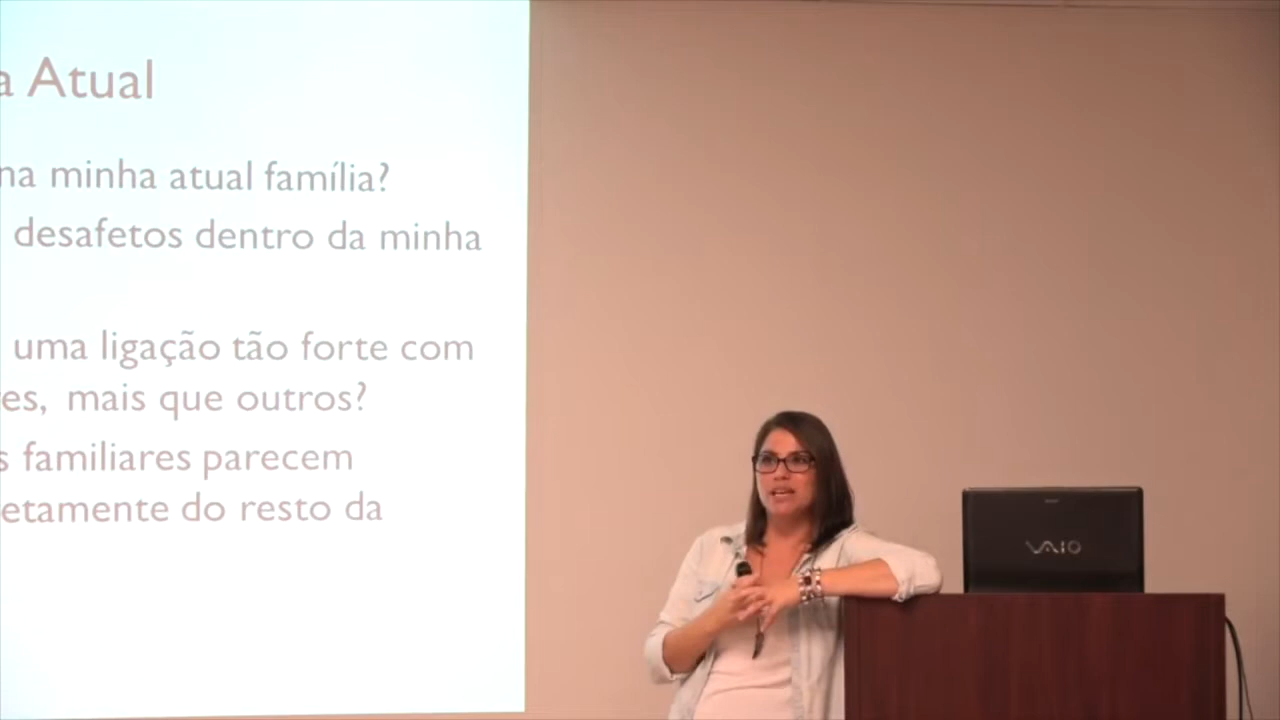 a Atual
na minha atual família?
desafetos dentro da minha
uma ligação tão forte com
es, mais que outros?
s familiares parecem
etamente do resto da
VAIO